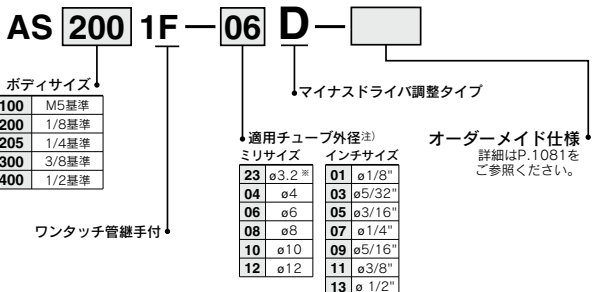 AS 200 1F — 06 D —
ボディサイズ
100 M5基準
200 1/8基準
205 1/4基準
300 3/8基準
400 1/2基準
ワンタッチ管継手付
マイナスドライバ調整タイプ
適用チューブ外径注)
ミリサイズ
23 ø3.2※
04 ø4
06 ø6
08 ø8
10 ø10
12 ø12
インチサイズ
01 ø1/8"
03 ø5/32"
05 ø3/16"
07 ø1/4"
09 ø5/16"
11 ø3/8"
13 ø 1/2"
オーダーメイド仕様
詳細はP.1081を
ご参照ください。